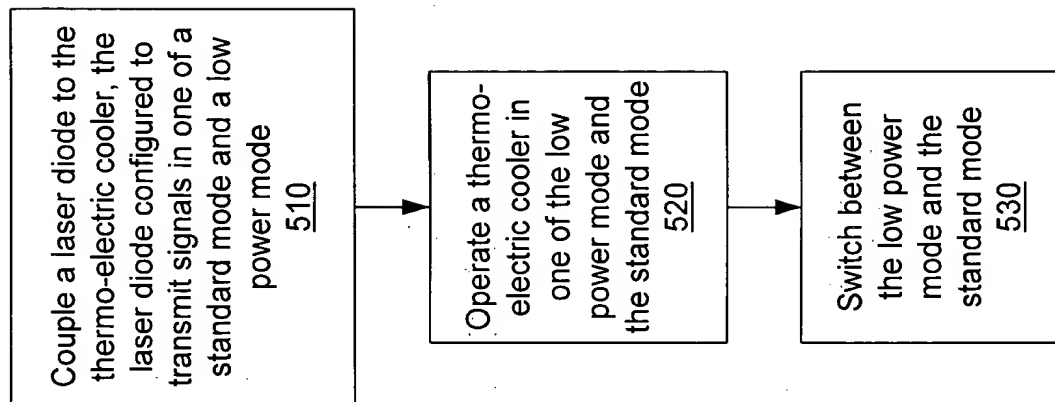 Couple a laser diode to the
thermo-electric cooler, the
laser diode configured to
transmit signals in one of a
standard mode and a low
power mode
510
Operate a thermo-
electric cooler in
one of the low
power mode and
the standard mode
520
Switch between
the low power
mode and the
standard mode
530